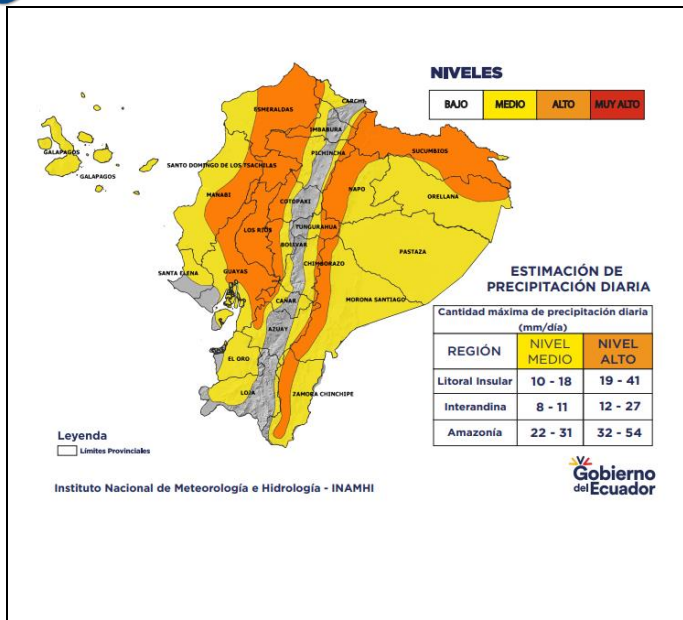 NIVELES
BAJO MEDIO ALTO MUY ALTO
CARCHI
ESMERALDAS
IMBABURA
PICHINCHA
SUCUMBIOS
GALAPAGOS
GALAPAGOS
SANTO DOMINGO DE LOS TSACHILAS
NAPO
MANABI
ORELLANA
COTOPAXI
LOS RIOS
TUNGURAHUA
BOLIVAR
PASTAZA
CHIMBORAZO
SANTA ELENA
GUAYAS
MORONA SANTIAGO
CAÑAR
AZUAY
EL ORO
LOJA
ZAMORA CHINCHIPE
ESTIMACIÓN DE
PRECIPITACIÓN DIARIA
Cantidad máxima de precipitación diaria
(mm/día)
REGIÓN NIVEL MEDIO NIVEL ALTO
Litoral Insular 10 - 18 19 - 41
Interandina 8 - 11 12 - 27
Amazonía 22 - 31 32 - 54
Leyenda
Límites Provinciales
Instituto Nacional de Meteorología e Hidrología - INAMHI
Gobierno
del Ecuador